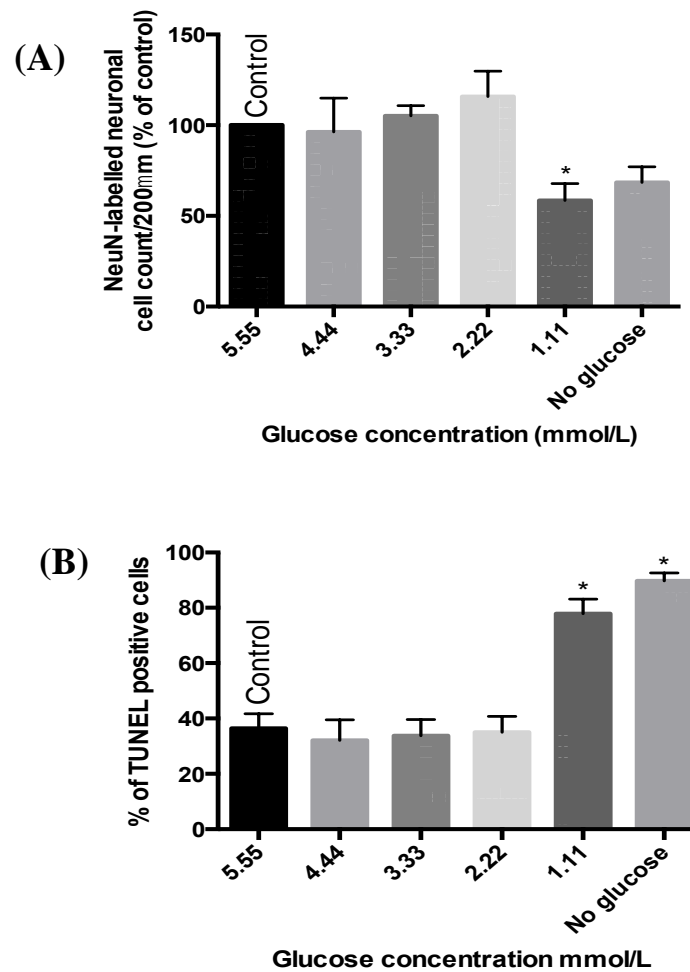 (A)
NeuN-labelled neuronal
cell count/200mm (% of control)
150
100
50
0
Control
*
5.55
4.44
3.33
2.22
1.11
No glucose
Glucose concentration (mmol/L)
(B)
% of TUNEL positive cells
100
80
60
40
20
0
Control
*
*
5.55
4.44
3.33
2.22
1.11
No glucose
Glucose concentration mmol/L